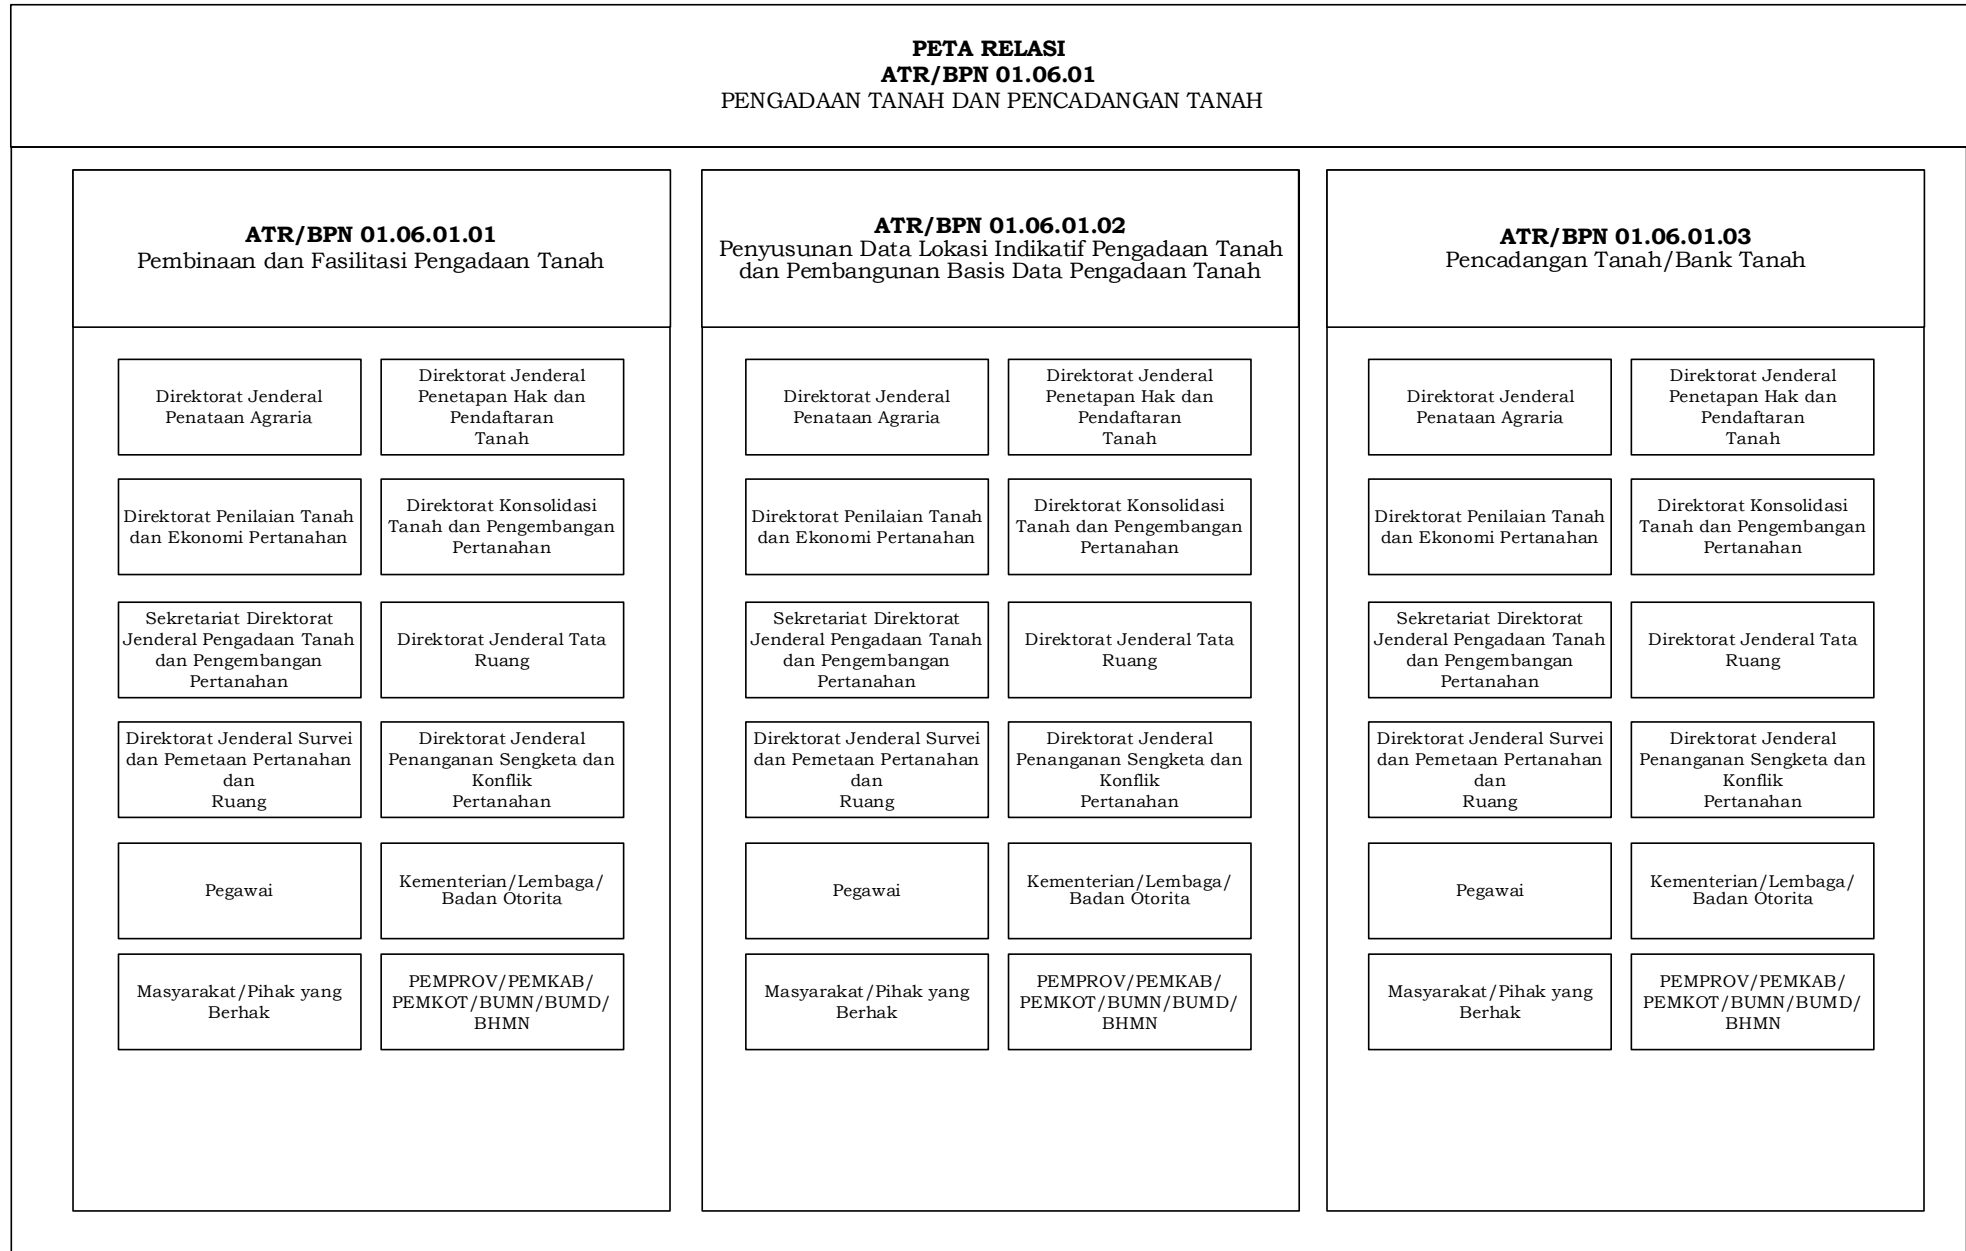 PETA RELASI
ATR/BPN 01.06.01
PENGADAAN TANAH DAN PENCADANGAN TANAH
ATR/BPN 01.06.01.01
Pembinaan dan Fasilitasi Pengadaan Tanah
Direktorat Jenderal
Penataan Agraria
Direktorat Jenderal
Penetapan Hak dan
Pendaftaran
Tanah
Direktorat Penilaian Tanah
dan Ekonomi Pertanahan
Direktorat Konsolidasi
Tanah dan Pengembangan
Pertanahan
Sekretariat Direktorat
Jenderal Pengadaan Tanah
dan Pengembangan
Pertanahan
Direktorat Jenderal Tata
Ruang
Direktorat Jenderal Survei
dan Pemetaan Pertanahan
dan
Ruang
Direktorat Jenderal
Penanganan Sengketa dan
Konflik
Pertanahan
Pegawai
Kementerian/Lembaga/
Badan Otorita
Masyarakat/Pihak yang
Berhak
PEMPROV/PEMKAB/
PEMKOT/BUMN/BUMD/
BHMN
ATR/BPN 01.06.01.02
Penyusunan Data Lokasi Indikatif Pengadaan Tanah
dan Pembangunan Basis Data Pengadaan Tanah
Direktorat Jenderal
Penataan Agraria
Direktorat Jenderal
Penetapan Hak dan
Pendaftaran
Tanah
Direktorat Penilaian Tanah
dan Ekonomi Pertanahan
Direktorat Konsolidasi
Tanah dan Pengembangan
Pertanahan
Sekretariat Direktorat
Jenderal Pengadaan Tanah
dan Pengembangan
Pertanahan
Direktorat Jenderal Tata
Ruang
Direktorat Jenderal Survei
dan Pemetaan Pertanahan
dan
Ruang
Direktorat Jenderal
Penanganan Sengketa dan
Konflik
Pertanahan
Pegawai
Kementerian/Lembaga/
Badan Otorita
Masyarakat/Pihak yang
Berhak
PEMPROV/PEMKAB/
PEMKOT/BUMN/BUMD/
BHMN
ATR/BPN 01.06.01.03
Pencadangan Tanah/Bank Tanah
Direktorat Jenderal
Penataan Agraria
Direktorat Jenderal
Penetapan Hak dan
Pendaftaran
Tanah
Direktorat Penilaian Tanah
dan Ekonomi Pertanahan
Direktorat Konsolidasi
Tanah dan Pengembangan
Pertanahan
Sekretariat Direktorat
Jenderal Pengadaan Tanah
dan Pengembangan
Pertanahan
Direktorat Jenderal Tata
Ruang
Direktorat Jenderal Survei
dan Pemetaan Pertanahan
dan
Ruang
Direktorat Jenderal
Penanganan Sengketa dan
Konflik
Pertanahan
Pegawai
Kementerian/Lembaga/
Badan Otorita
Masyarakat/Pihak yang
Berhak
PEMPROV/PEMKAB/
PEMKOT/BUMN/BUMD/
BHMN